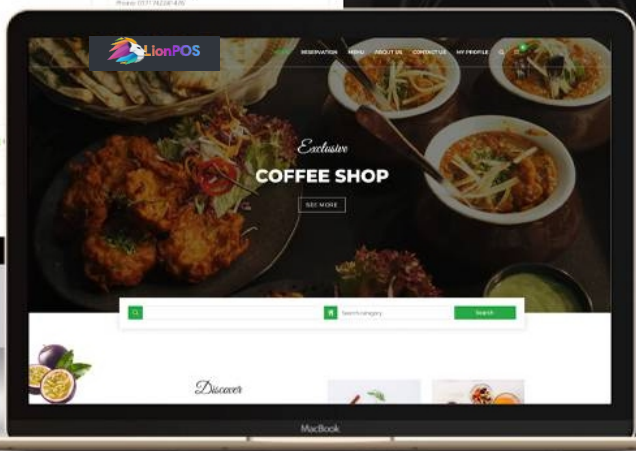 LionPOS
HOME RESERVATION MENU ABOUT US CONTACT US MY PROFILE
Exclusive
COFFEE SHOP
SEE MORE
Search category
Search
Discover
MacBook